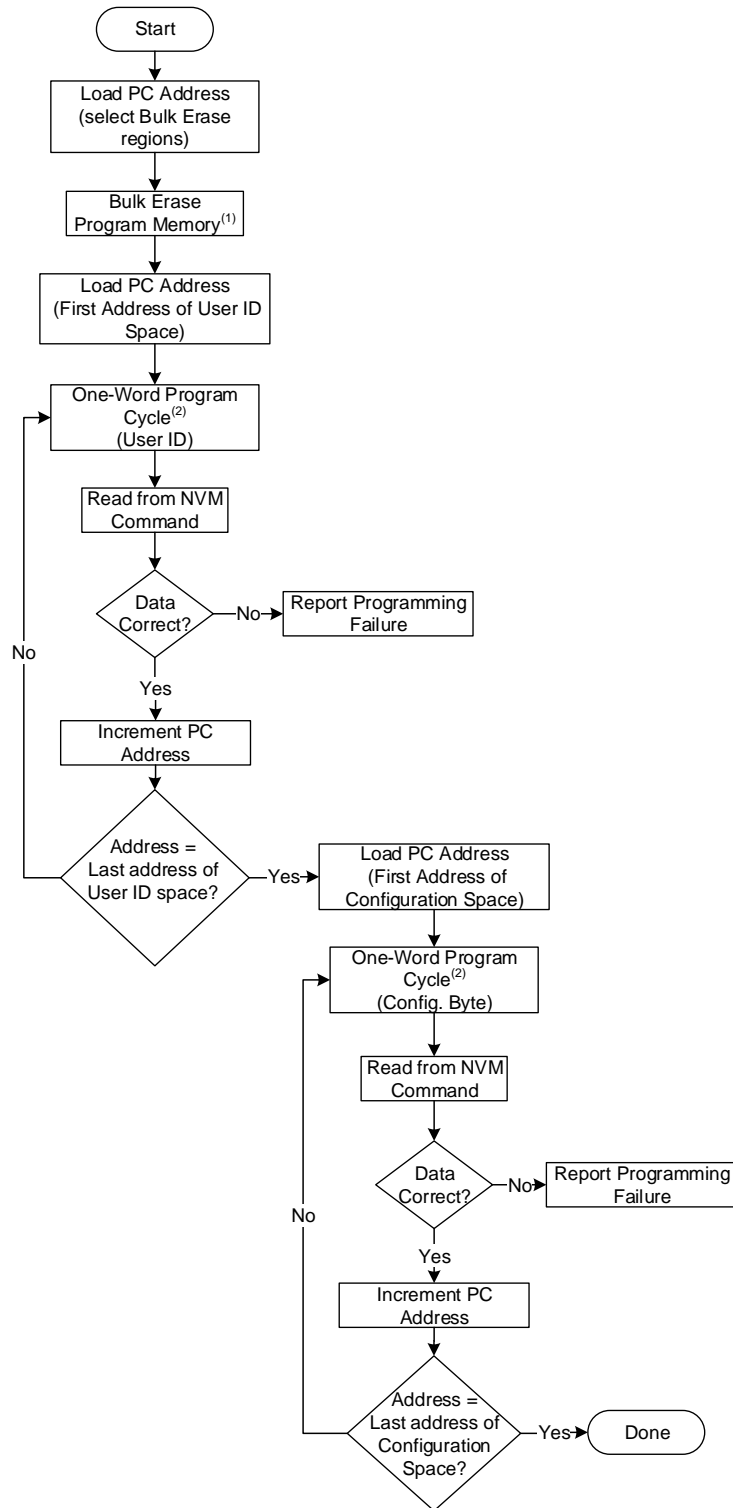 Start
Load PC Address
(select Bulk Erase
regions)
Bulk Erase
Program Memory(1)
Load PC Address
(First Address of User ID
Space)
One-Word Program
Cycle(2)
(User ID)
Read from NVM
Command
Data
Correct?
No
Report Programming
Failure
No
Yes
Increment PC
Address
Address =
Last address of
User ID space?
Yes
Load PC Address
(First Address of
Configuration Space)
One-Word Program
Cycle(2)
(Config. Byte)
Read from NVM
Command
Data
Correct?
No
Report Programming
Failure
No
Yes
Increment PC
Address
Address =
Last address of
Configuration
Space?
Yes
Done